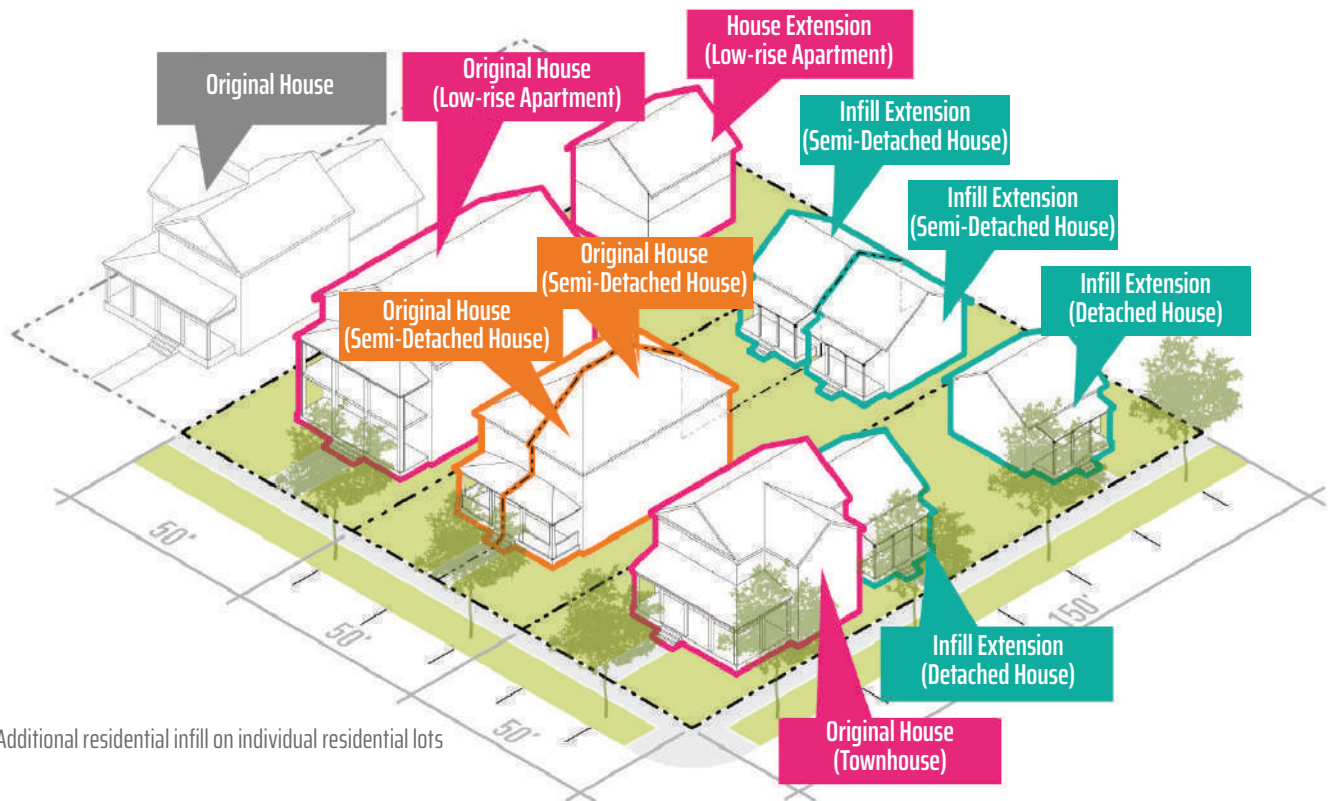 House Extension
(Low-rise Apartment)
Original House
Original House
(Low-rise Apartment)
Infill Extension
(Semi-Detached House)
Infill Extension
(Semi-Detached House)
Original House
(Semi-Detached House)
Infill Extension
(Detached House)
Original House
(Semi-Detached House)
50'
50'
150'
Infill Extension
(Detached House)
50'
Original House
(Townhouse)
Additional residential infill on individual residential lots